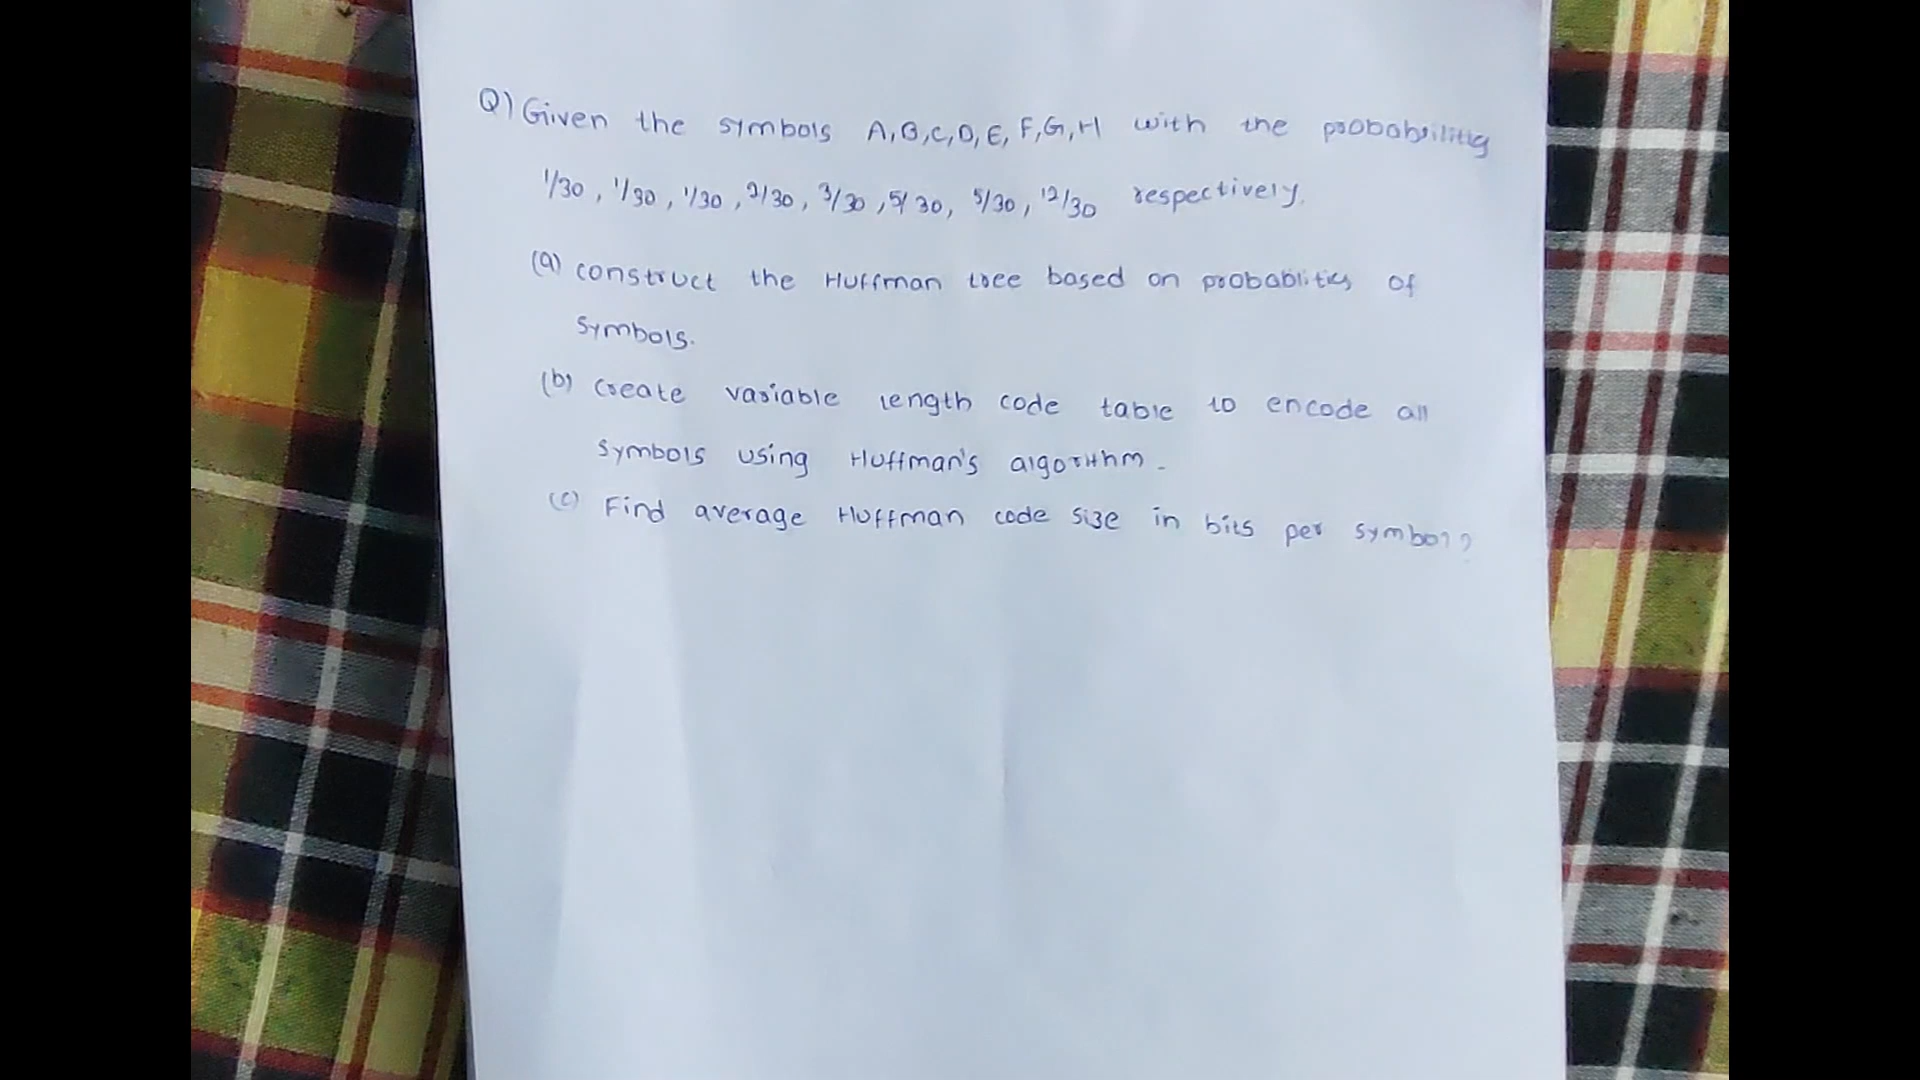 Q) Given the symbols A,B,C,D,E, F,G,H with the probabilities
1/30, 1/30, 1/30, 2/30, 3/30, 5/30, 5/30, 12/30 respectively.
(a) construct the Huffman tree based on probablities of
symbols.
(b) create variable length code table to encode all
symbols using Huffman's algorithm.
(c) Find average Huffman code size in bits per symbol?